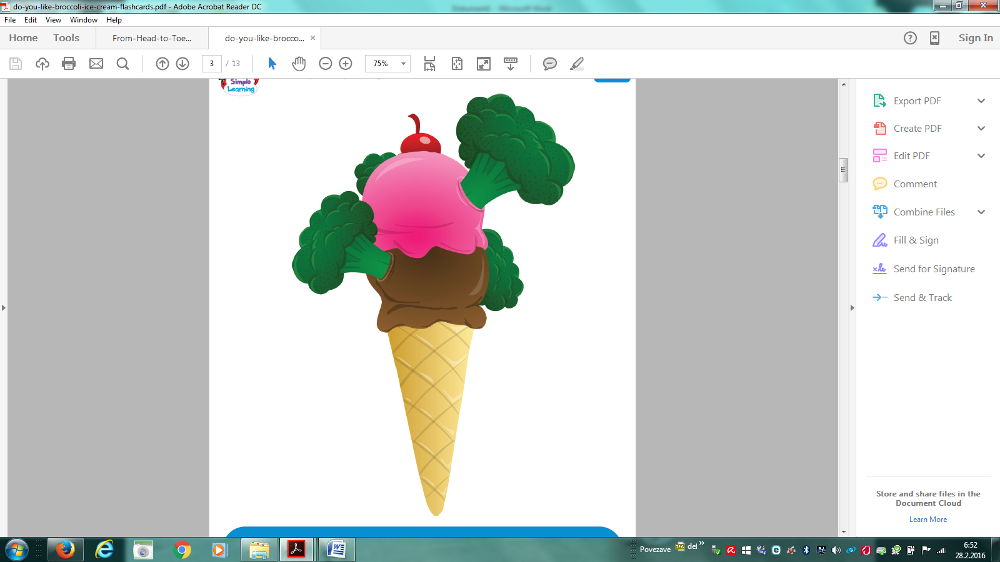 do-you-like-broccoli-ice-cream-flashcards.pdf - Adobe Acrobat Reader DC
File Edit View Window Help
Home Tools From-Head-to-Toe... do-you-like-brocco... Sign In
3 / 13 75%
Simple
Learning
Export PDF
Create PDF
Edit PDF
Comment
Combine Files
Fill & Sign
Send for Signature
Send & Track
Store and share files in the
Document Cloud
Learn More
Povezave
6:52
28.2.2016